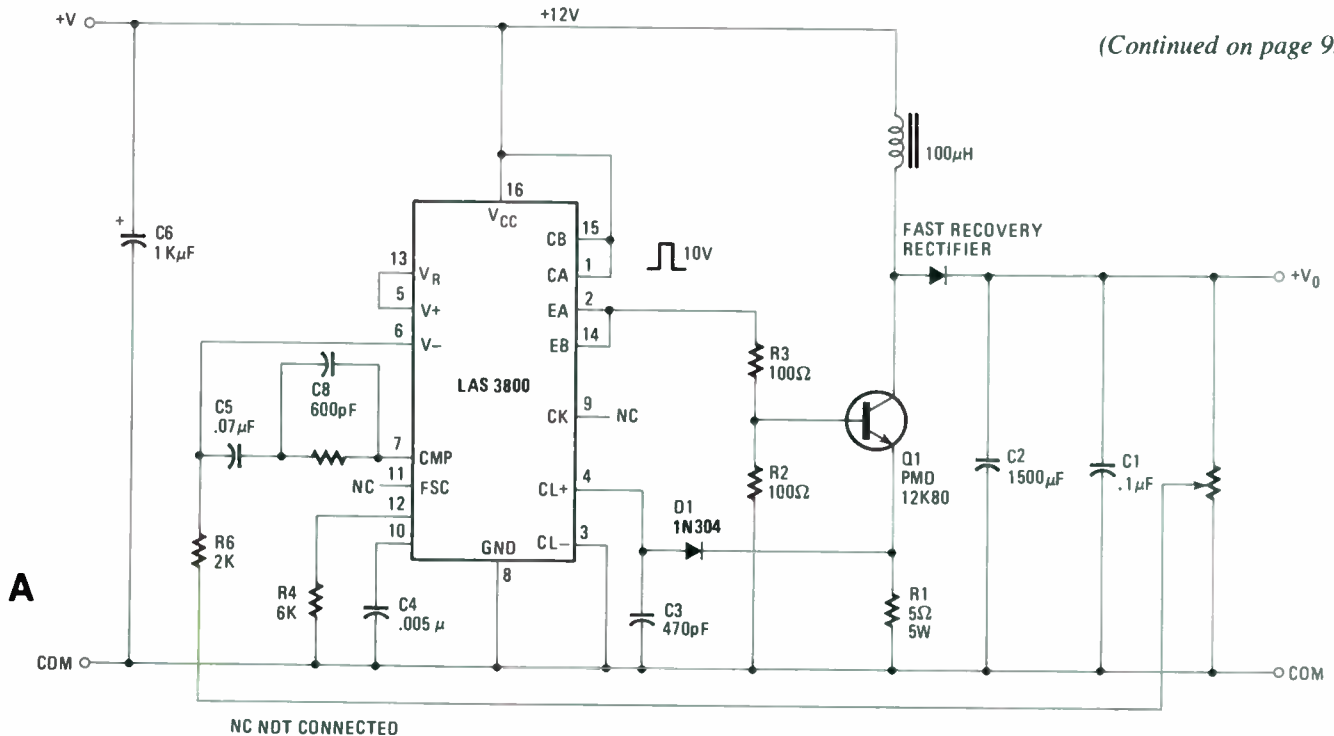 +V
+12V
(Continued on page 9
100µH
C6
1KµF
+
16
VCC
15
CB
13
VR
CA
1
10V
5
V+
EA
2
6
V−
EB
14
LAS 3800
FAST RECOVERY
RECTIFIER
+V0
R3
100Ω
C8
600pF
C5
.07µF
CK
9
NC
7
CMP
11
NC
FSC
12
10
4
CL+
R2
100Ω
Q1
PMD
12K80
C2
1500µF
C1
.1µF
D1
1N304
GND
CL−
3
8
R6
2K
A
R4
6K
C4
.005 µ
C3
470pF
R1
5Ω
5W
COM
COM
NC NOT CONNECTED